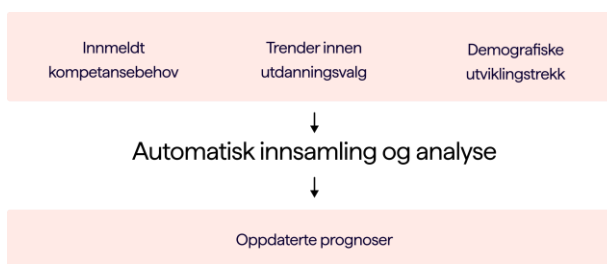 Innmeldt
kompetansebehov
Trender innen
utdanningsvalg
Demografiske
utviklingstrekk
Automatisk innsamling og analyse
Oppdaterte prognoser